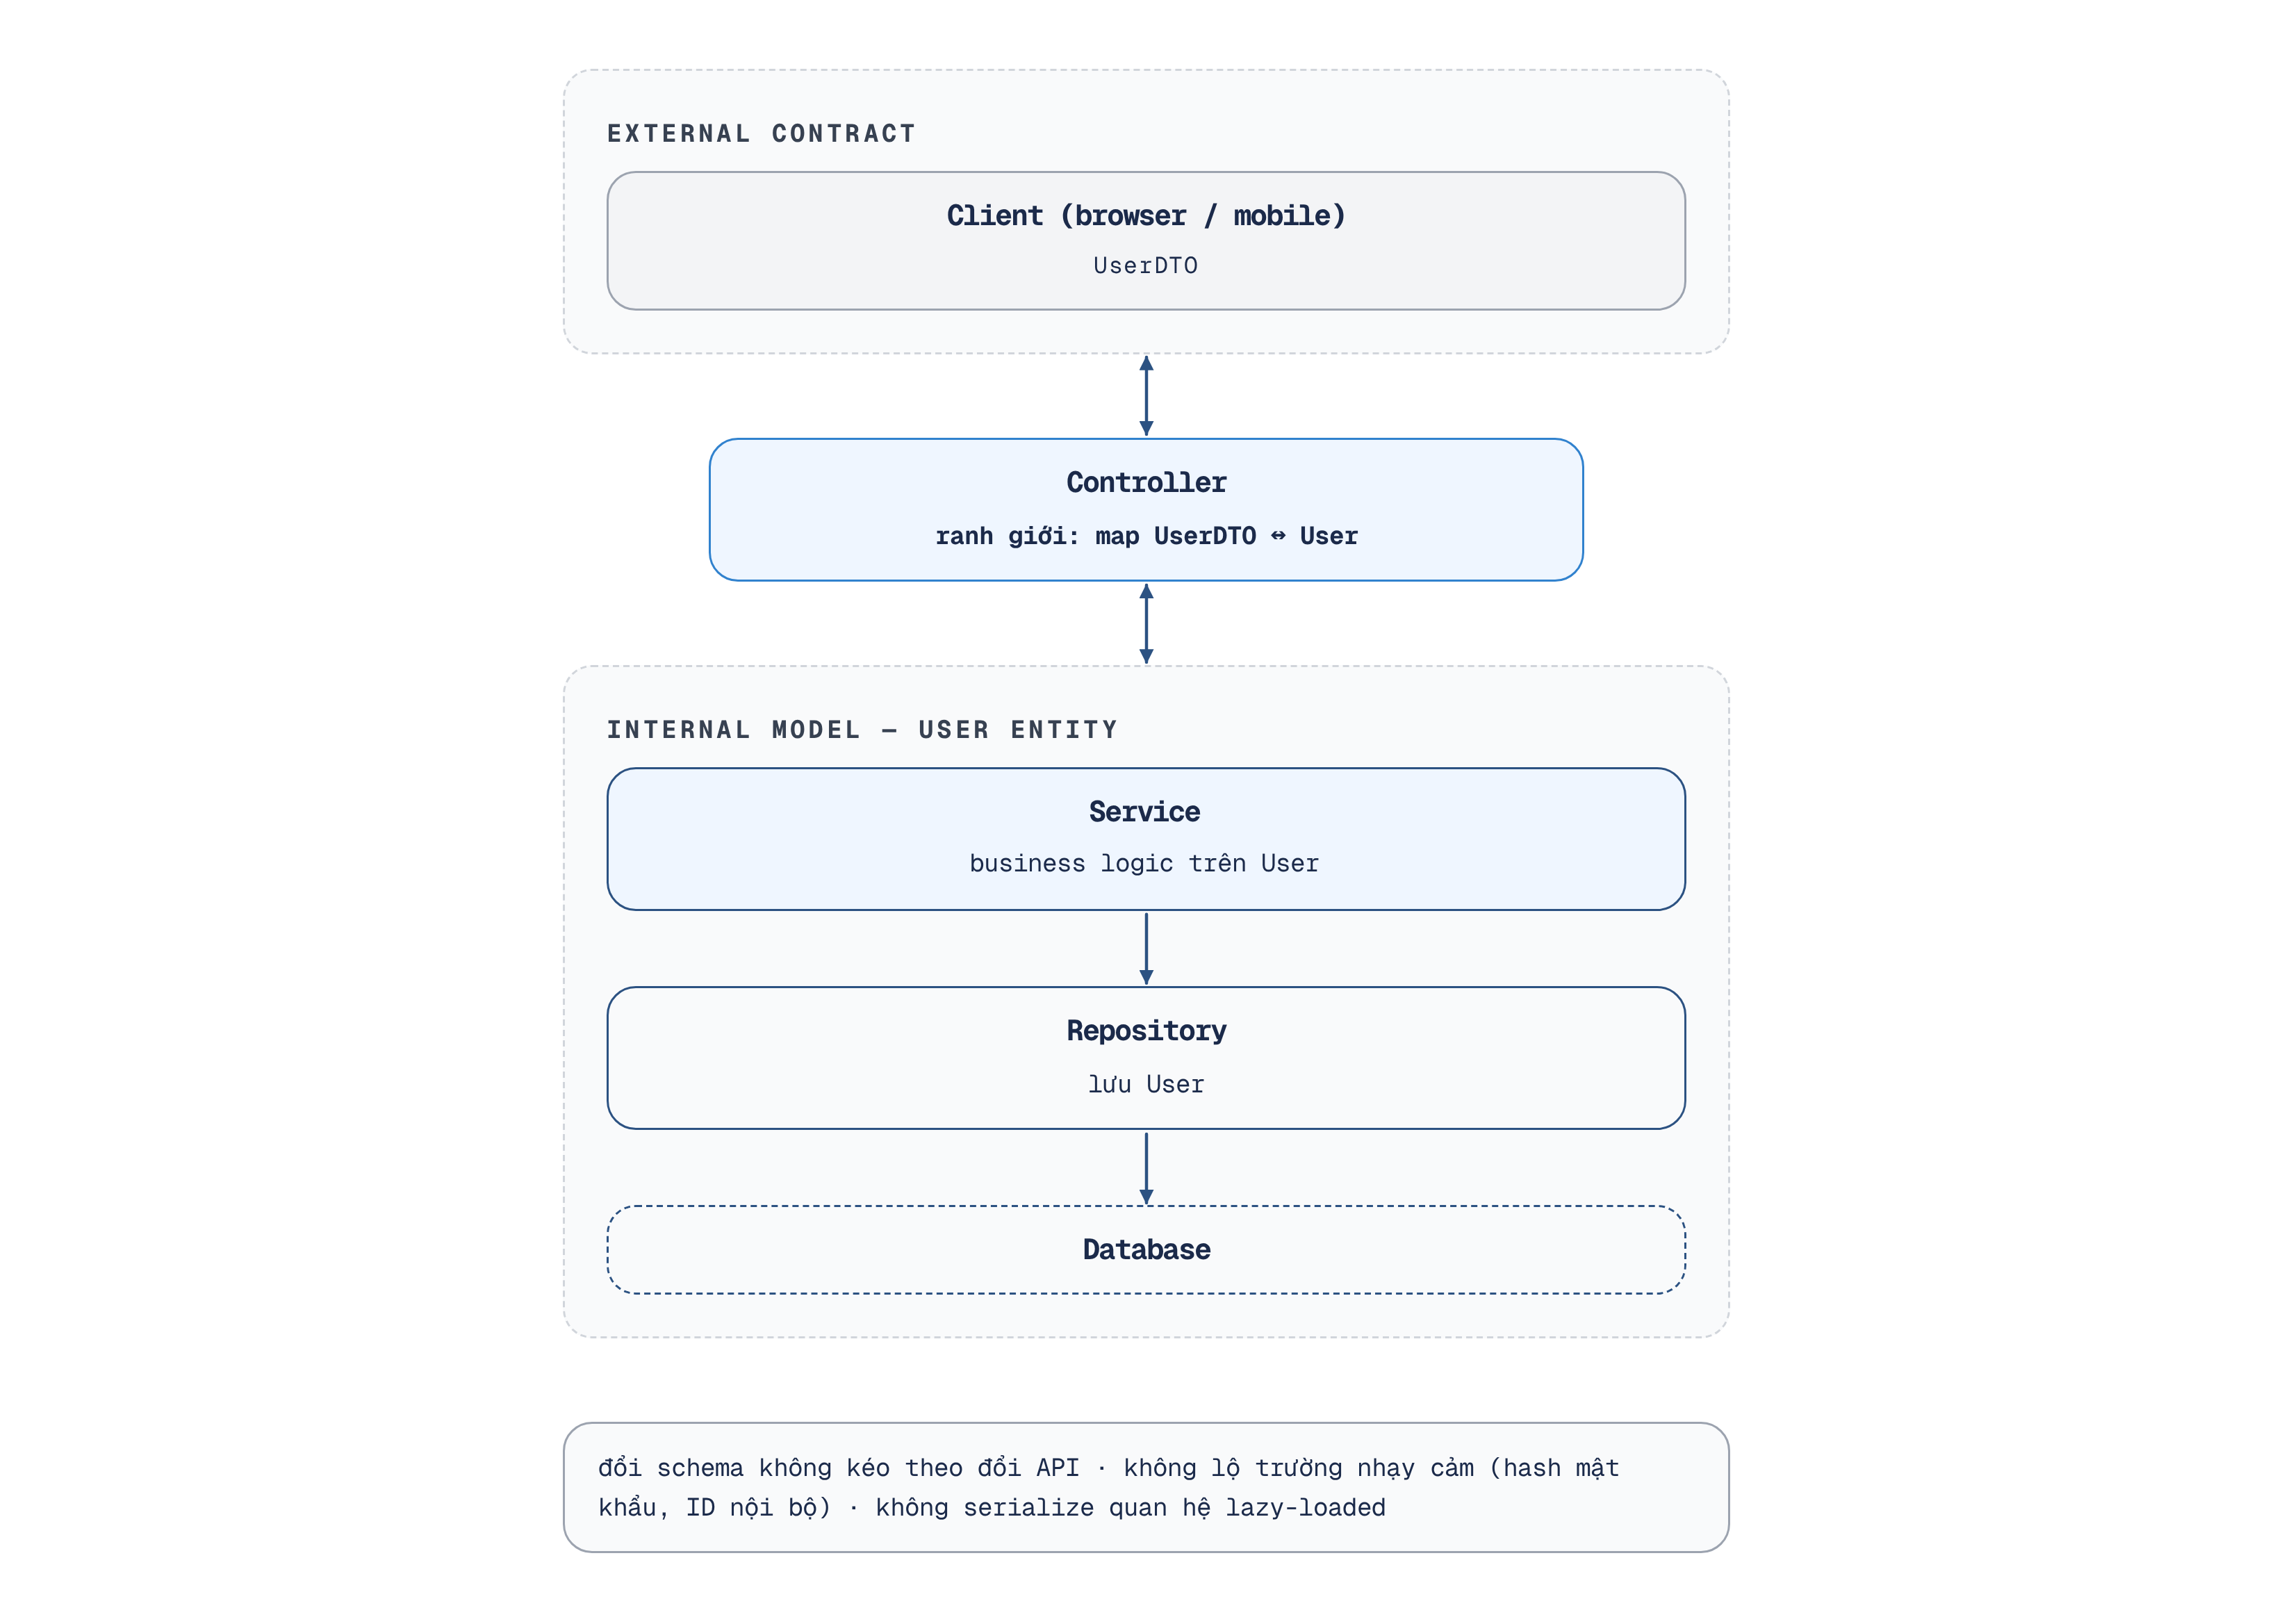 EXTERNAL CONTRACT
Client (browser / mobile)
UserDTO
Controller
ranh giới: map UserDTO ↔ User
INTERNAL MODEL — USER ENTITY
Service
business logic trên User
Repository
lưu User
Database
đổi schema không kéo theo đổi API · không lộ trường nhạy cảm (hash mật
khẩu, ID nội bộ) · không serialize quan hệ lazy-loaded